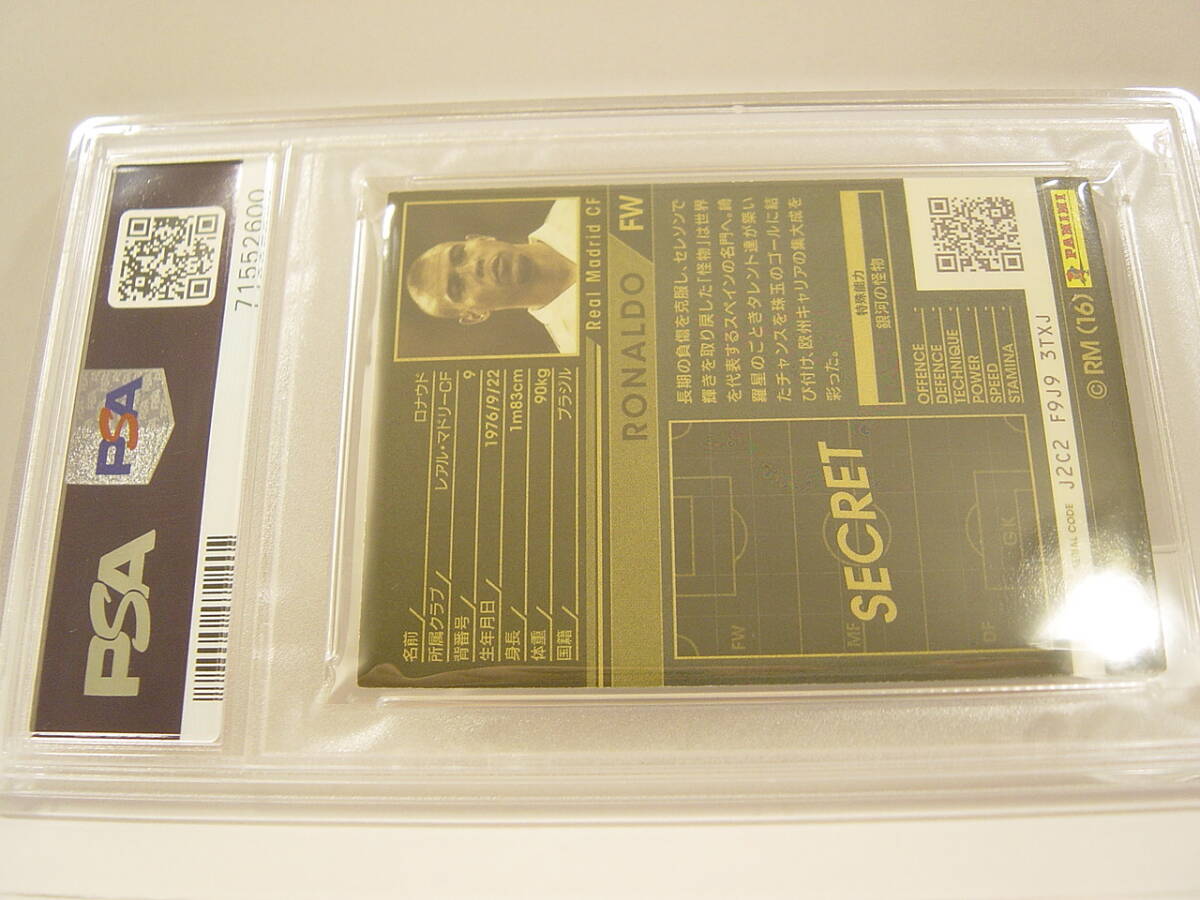 PSA
PSA
71552600
名前/ ロナウド
所属クラブ/ レアル・マドリーCF
背番号/ 9
生年月日/ 1976/9/22
身長/ 1m83cm
体重/ 90kg
国籍/ ブラジル
Real Madrid CF
RONALDO FW
長期の負傷を克服し、セレソンで
輝きを取り戻した「怪物」は世界
を代表するスペインの名門へ。綺
羅星のごときタレント達が築い
たチャンスを珠玉のゴールに結
び付け、欧州キャリアの集大成を
彩った。
特殊能力
銀河の怪物
FW
MF
DF
GK
SECRET
OFFENCE
DEFENCE
TECHNIQUE
POWER
SPEED
STAMINA
CODE J2C2 F9J9 3TXJ
© RM (16) PANINI